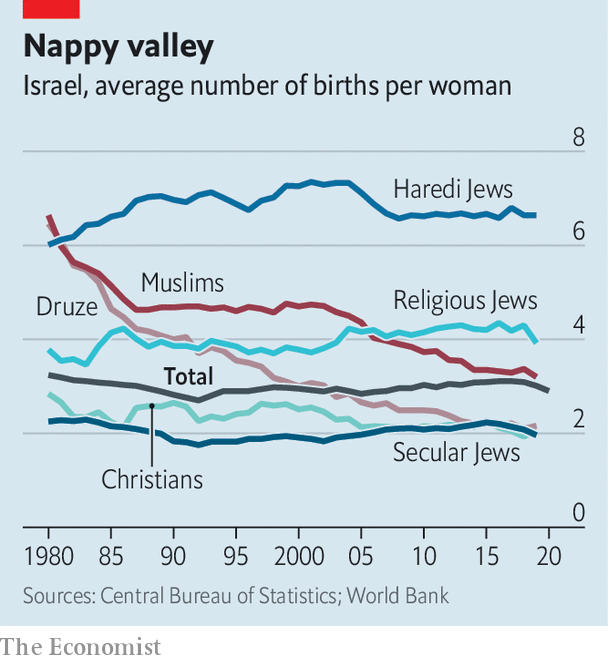 Nappy valley
Israel, average number of births per woman
8
Haredi Jews
6
Muslims
Druze
Religious Jews
4
Total
2
Christians
Secular Jews
0
1980 85 90 95 2000 05 10 15 20
Sources: Central Bureau of Statistics; World Bank
The Economist